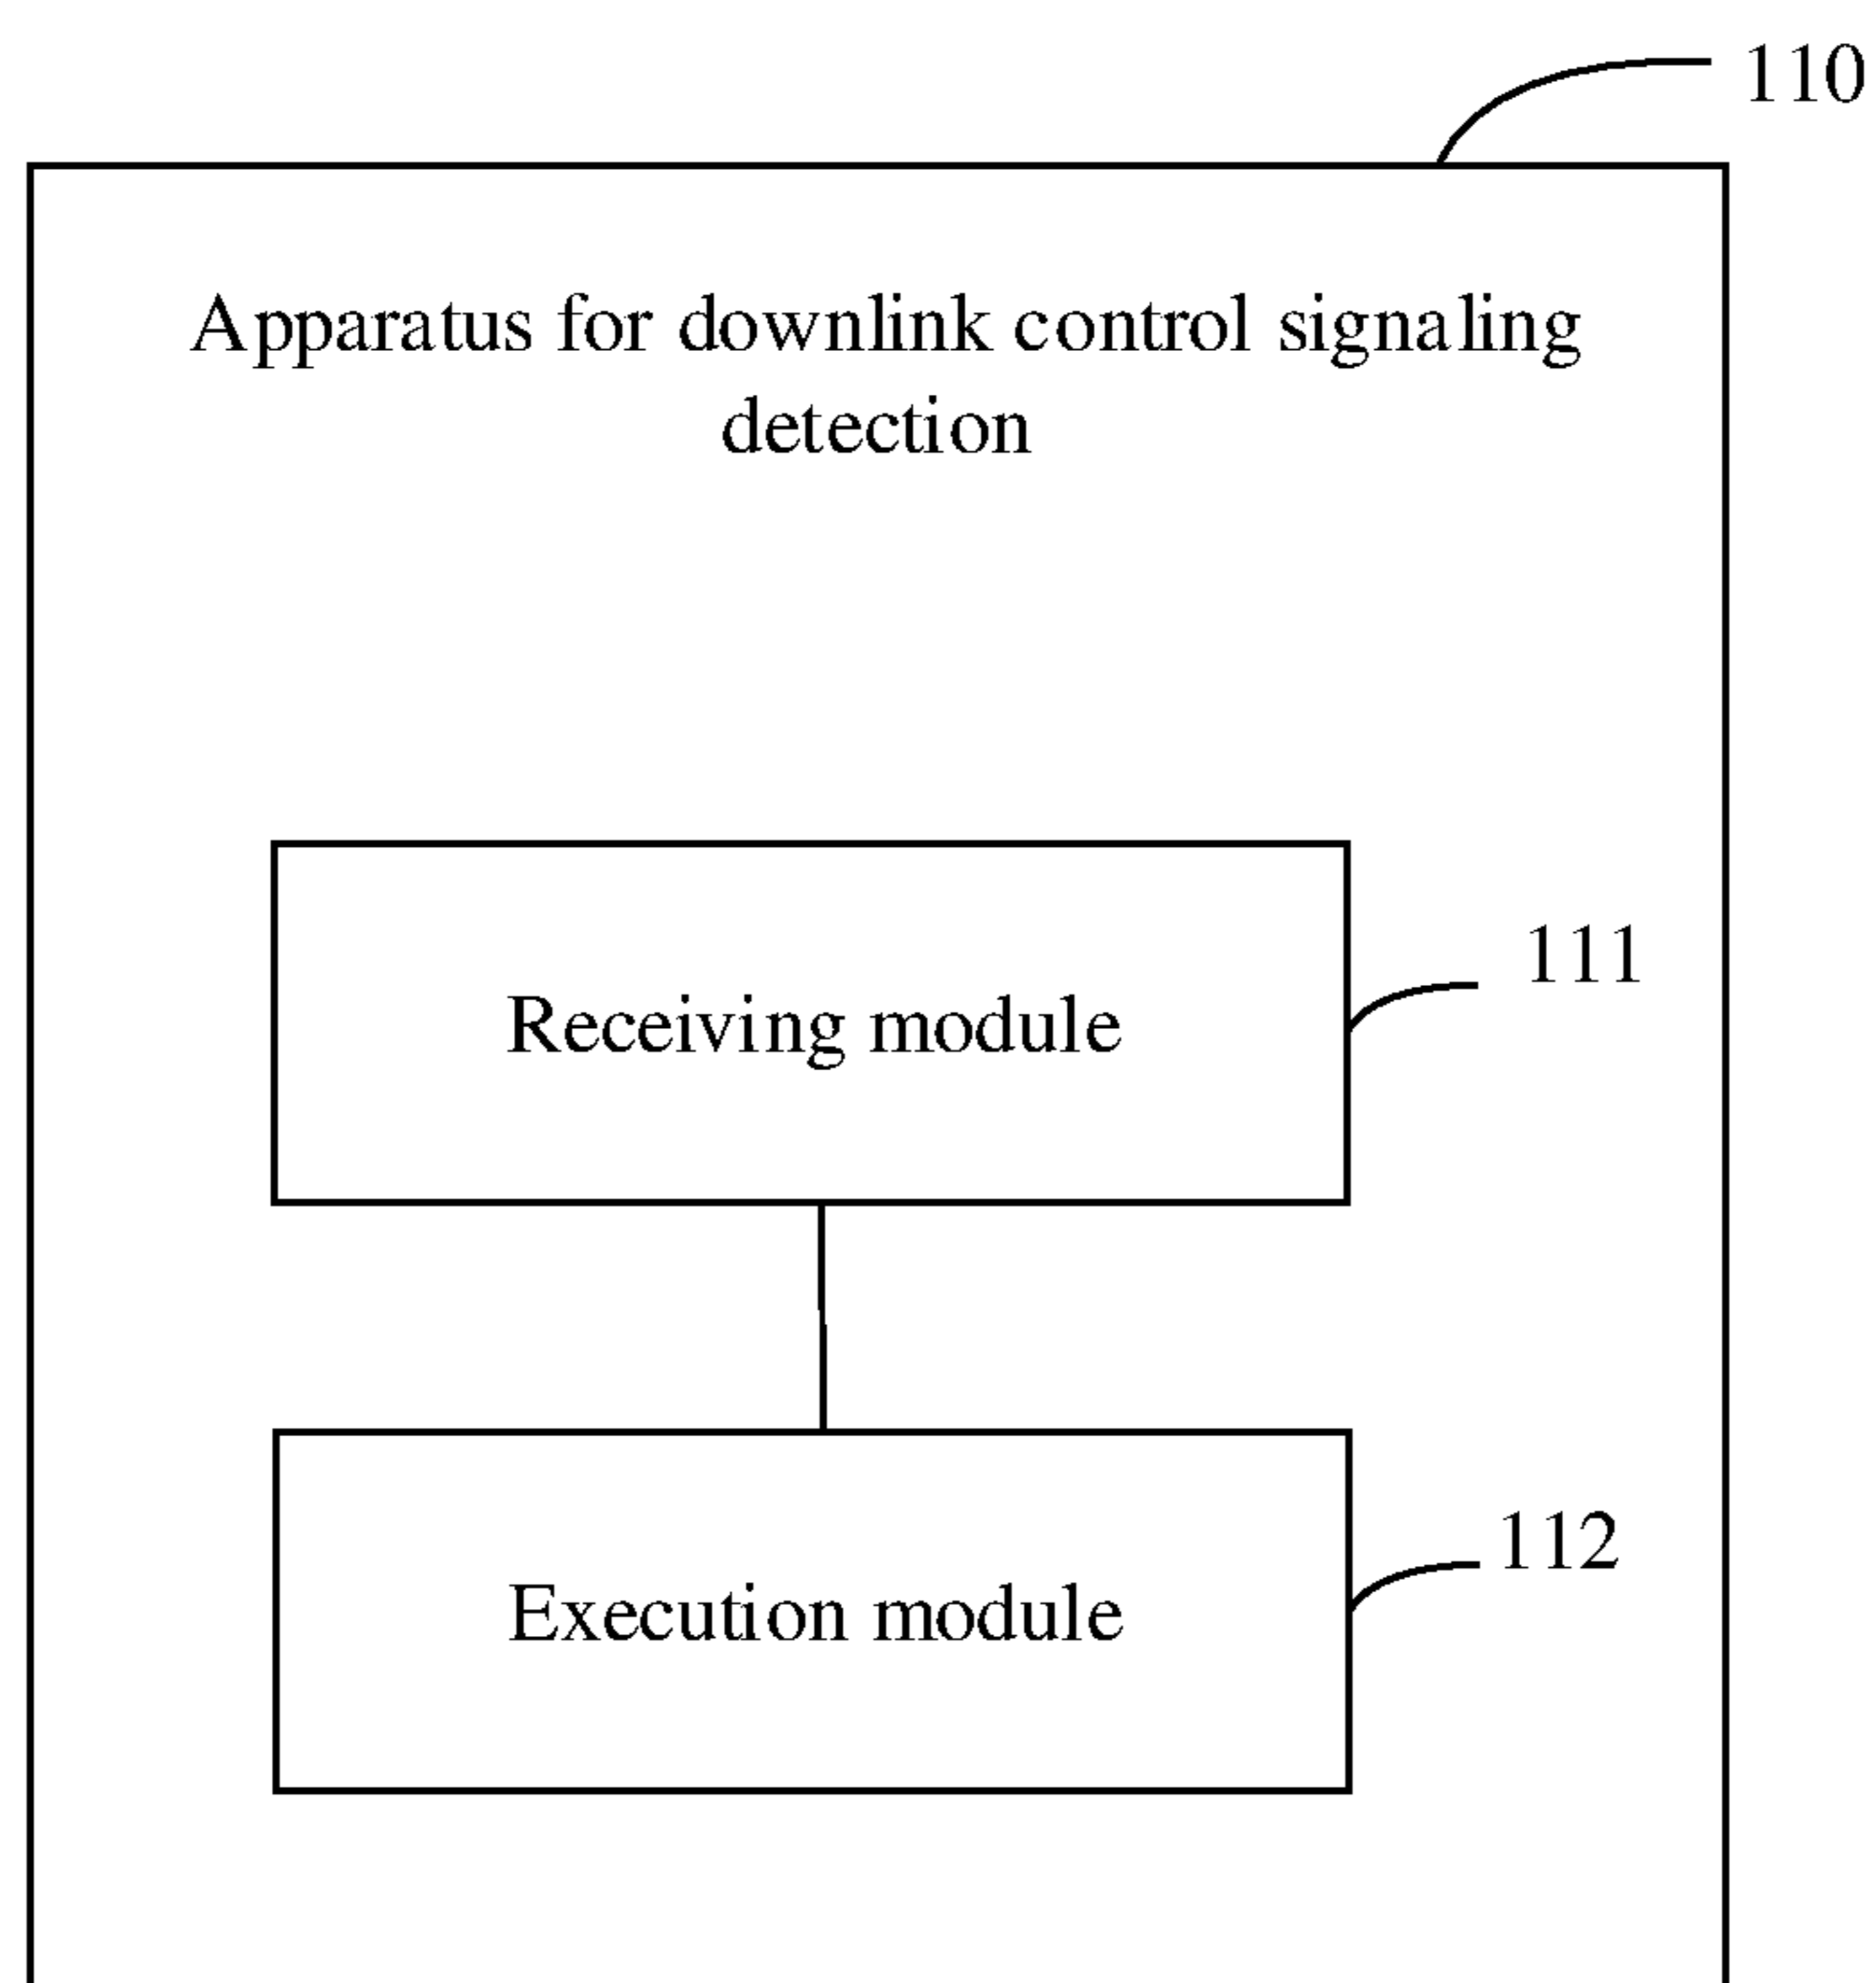 110
Apparatus for downlink control signaling
detection
111
Receiving module
112
Execution module